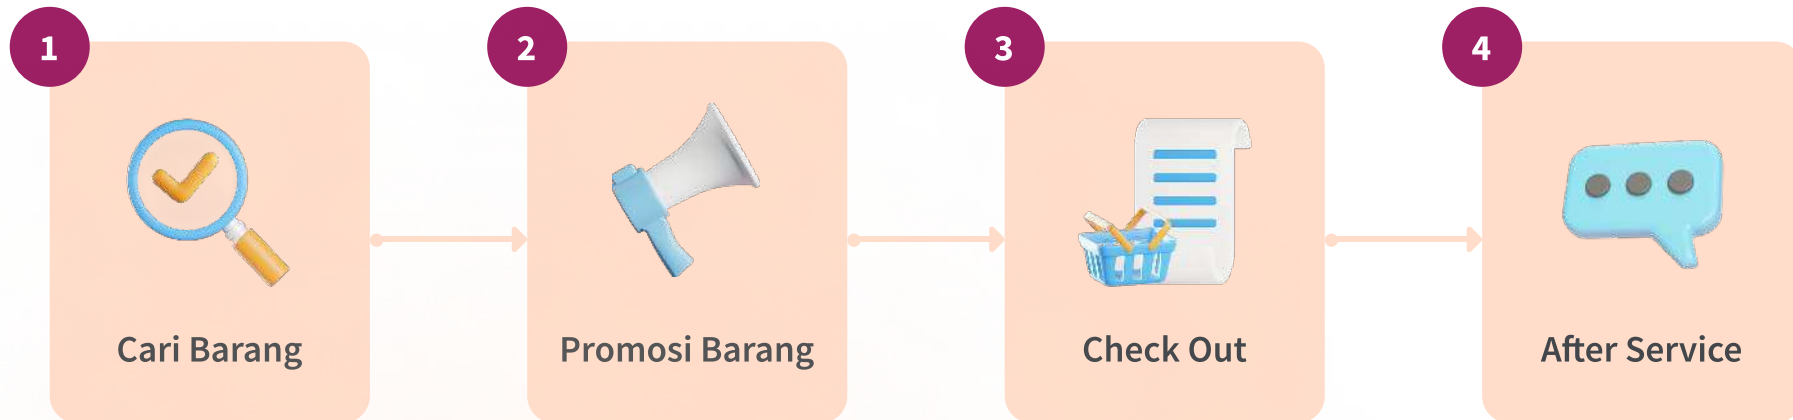 1
Cari Barang
2
Promosi Barang
3
Check Out
4
After Service